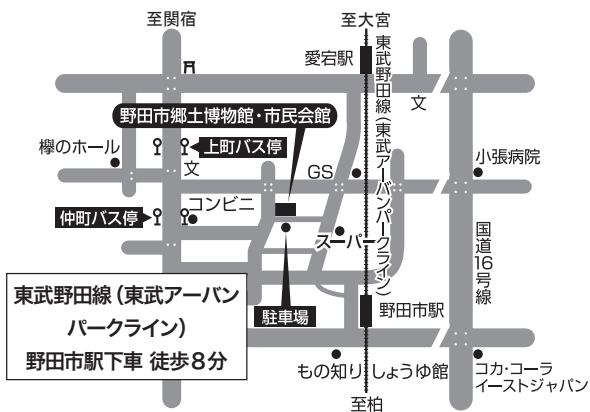 至関宿
至大宮
愛宕駅
東武野田線(東武アーバンパークライン)
文
野田市郷土博物館・市民会館
欅のホール
上町バス停
文
GS
小張病院
コンビニ
仲町バス停
スーパー
国道16号線
東武野田線(東武アーバン
パークライン)
野田市駅下車 徒歩8分
駐車場
野田市駅
もの知りしょうゆ館
コカ・コーラ
イーストジャパン
至柏